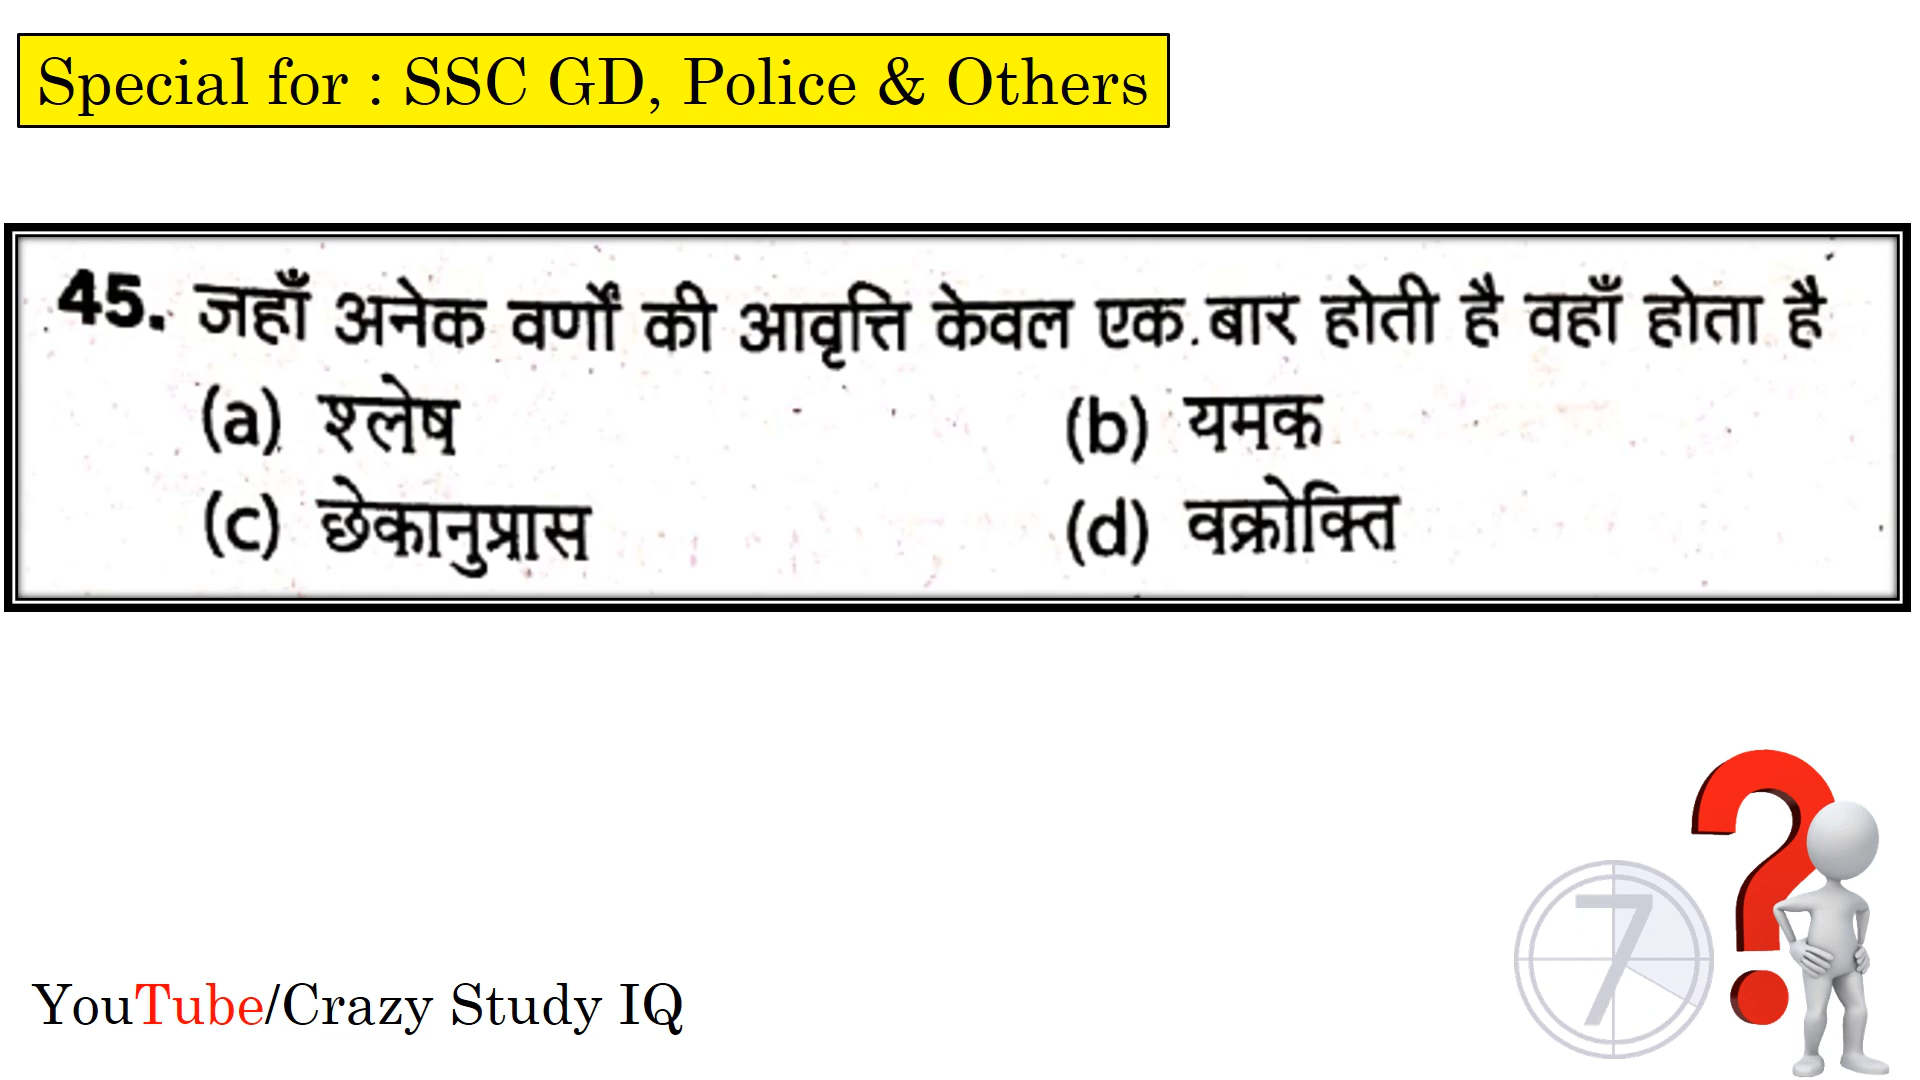 Special for : SSC GD, Police & Others
45. जहाँ अनेक वर्णों की आवृत्ति केवल एक बार होती है वहाँ होता है
(a) श्लेष (b) यमक
(c) छेकानुप्रास (d) वक्रोक्ति
7
YouTube/Crazy Study IQ